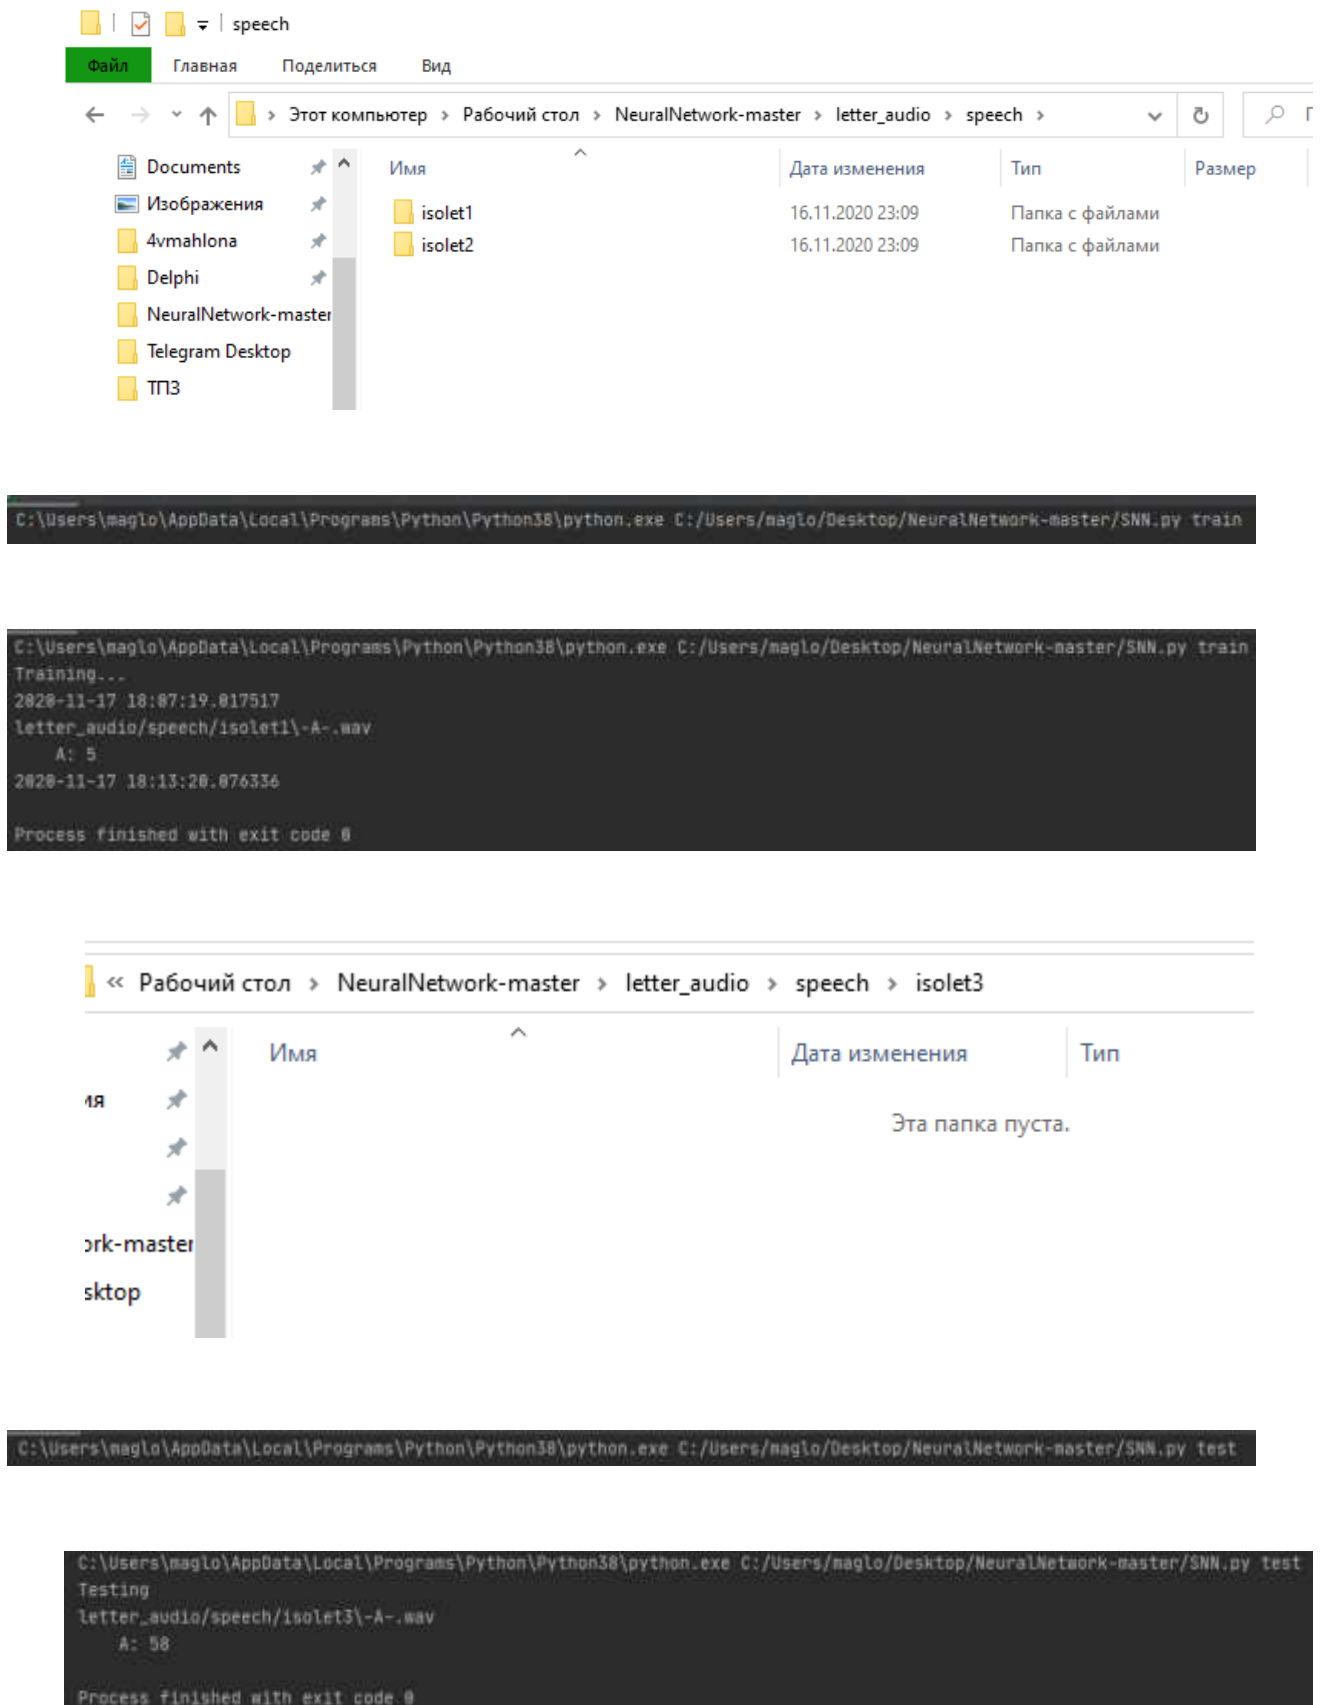 speech
Файл Главная Поделиться Вид
Этот компьютер > Рабочий стол > NeuralNetwork-master > letter_audio > speech >
Имя Дата изменения Тип Размер
Documents
Изображения
4vmahlona
Delphi
NeuralNetwork-master
Telegram Desktop
ТПЗ
isolet1 16.11.2020 23:09 Папка с файлами
isolet2 16.11.2020 23:09 Папка с файлами
C:\Users\maglo\AppData\Local\Programs\Python\Python38\python.exe C:/Users/maglo/Desktop/NeuralNetwork-master/SNN.py train
C:\Users\maglo\AppData\Local\Programs\Python\Python38\python.exe C:/Users/maglo/Desktop/NeuralNetwork-master/SNN.py train
Training...
2020-11-17 18:07:19.017517
letter_audio/speech/isolet1\-A-.wav
A: 5
2020-11-17 18:13:20.076336
Process finished with exit code 0
« Рабочий стол > NeuralNetwork-master > letter_audio > speech > isolet3
Имя Дата изменения Тип
ия
Эта папка пуста.
ork-master
sktop
C:\Users\maglo\AppData\Local\Programs\Python\Python38\python.exe C:/Users/maglo/Desktop/NeuralNetwork-master/SNN.py test
C:\Users\maglo\AppData\Local\Programs\Python\Python38\python.exe C:/Users/maglo/Desktop/NeuralNetwork-master/SNN.py test
Testing
letter_audio/speech/isolet3\-A-.wav
A: 58
Process finished with exit code 0